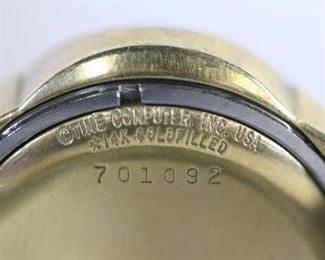 ©TIME COMPUTER, INC. USA
☆14K GOLDFILLED
701092